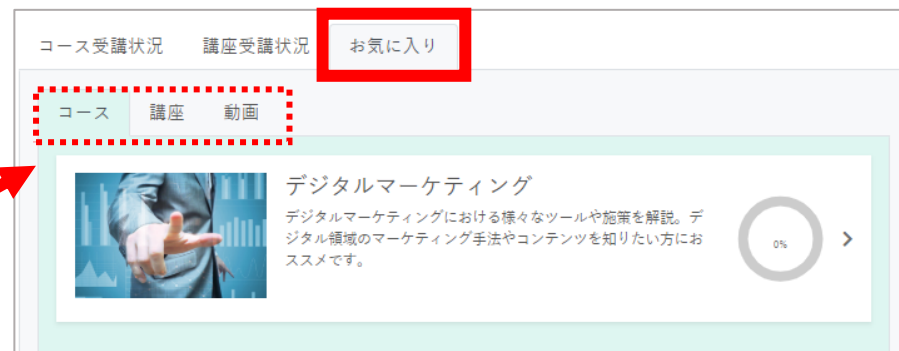 コース受講状況 講座受講状況 お気に入り
コース 講座 動画
デジタルマーケティング
デジタルマーケティングにおける様々なツールや施策を解説。デ
ジタル領域のマーケティング手法やコンテンツを知りたい方にお
ススメです。
0%